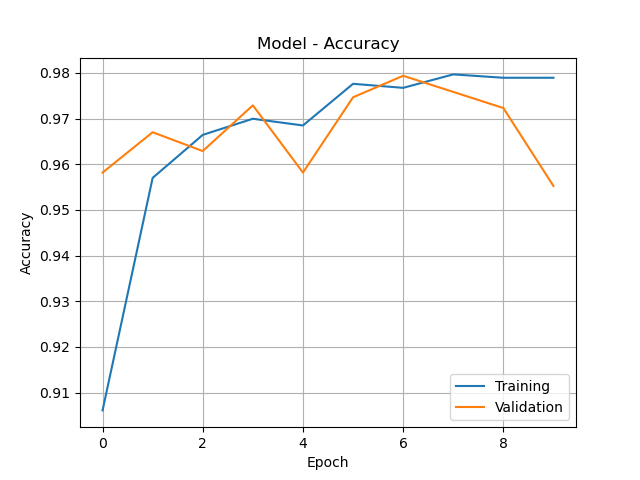 Model - Accuracy
Accuracy
0.98
0.97
0.96
0.95
0.94
0.93
0.92
0.91
Training
Validation
0 2 4 6 8
Epoch